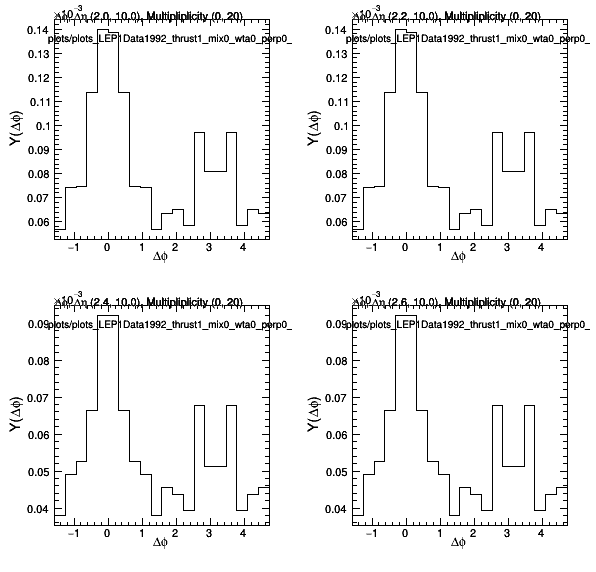 ×10⁻³ Δη (2.0, 10.0), Multipliplicity (0, 20)
plots/plots_LEP1Data1992_thrust1_mix0_wta0_perp0_
0.14
0.13
0.12
0.11
0.1
0.09
0.08
0.07
0.06
Y(Δϕ)
−1 0 1 2 3 4
Δϕ
×10⁻³ Δη (2.2, 10.0), Multipliplicity (0, 20)
plots/plots_LEP1Data1992_thrust1_mix0_wta0_perp0_
0.14
0.13
0.12
0.11
0.1
0.09
0.08
0.07
0.06
Y(Δϕ)
−1 0 1 2 3 4
Δϕ
×10⁻³ Δη (2.4, 10.0), Multipliplicity (0, 20)
plots/plots_LEP1Data1992_thrust1_mix0_wta0_perp0_
0.09
0.08
0.07
0.06
0.05
0.04
Y(Δϕ)
−1 0 1 2 3 4
Δϕ
×10⁻³ Δη (2.6, 10.0), Multipliplicity (0, 20)
plots/plots_LEP1Data1992_thrust1_mix0_wta0_perp0_
0.09
0.08
0.07
0.06
0.05
0.04
Y(Δϕ)
−1 0 1 2 3 4
Δϕ